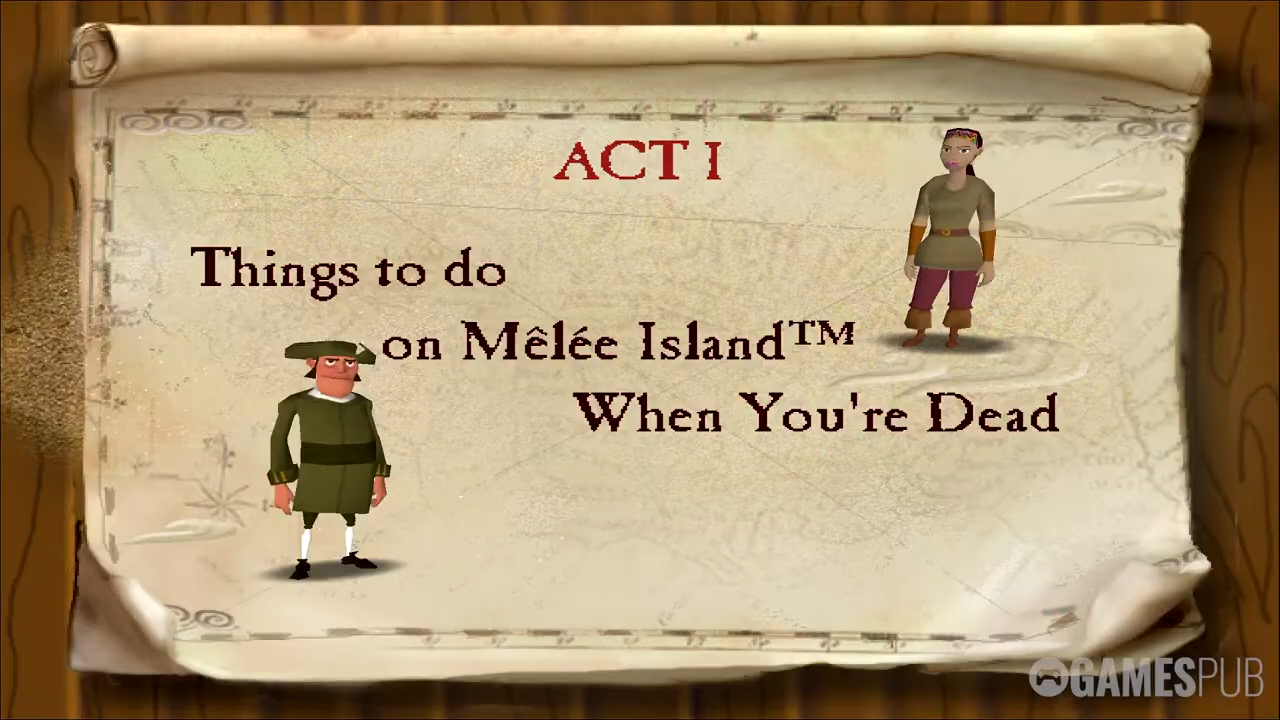 ACT I
Things to do
on Mêlée Island™
When You're Dead
GAMESPUB